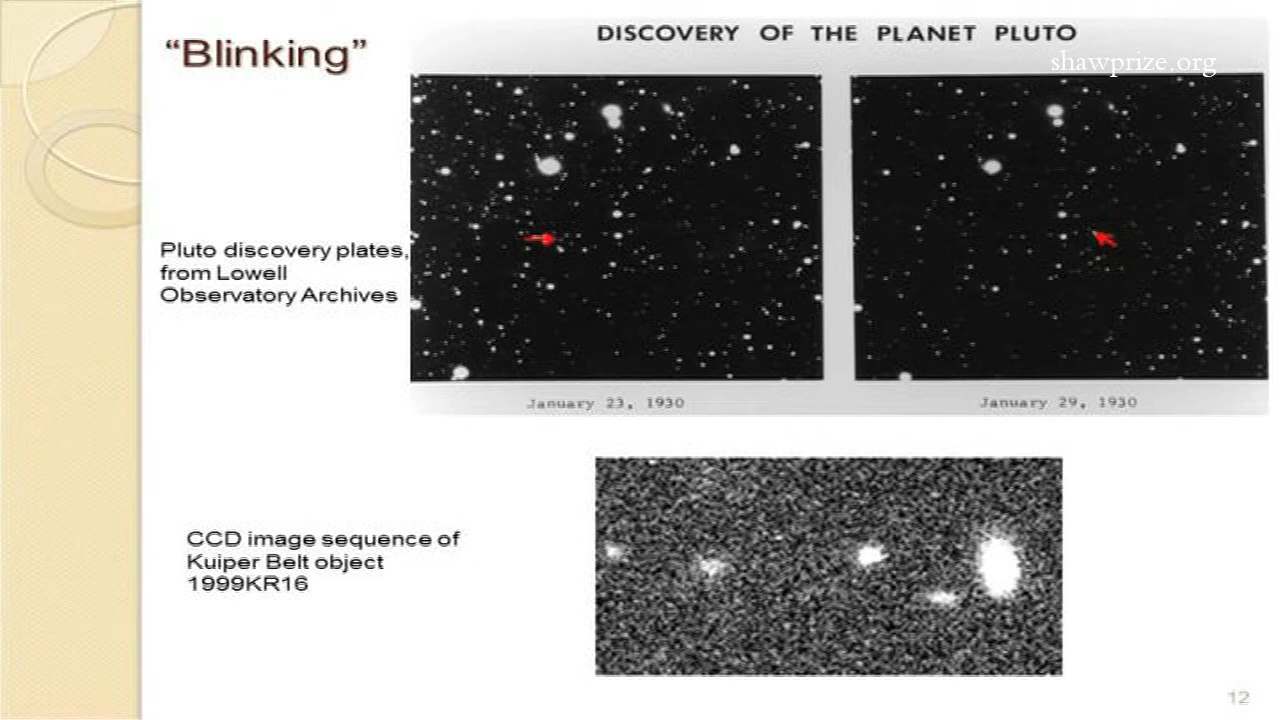 “Blinking”
DISCOVERY OF THE PLANET PLUTO
shawprize.org
Pluto discovery plates,
from Lowell
Observatory Archives
January 23, 1930
January 29, 1930
CCD image sequence of
Kuiper Belt object
1999KR16
12